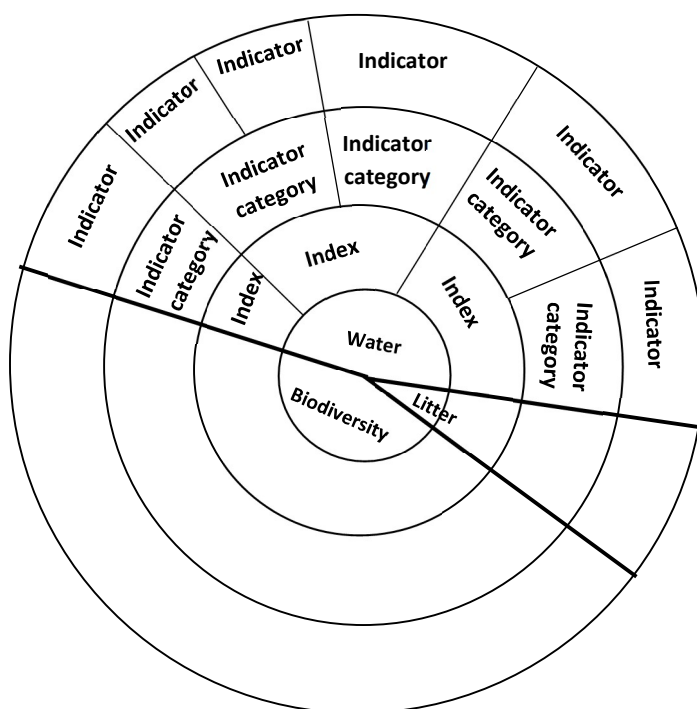 Indicator
Indicator
Indicator
Indicator
Indicator
Indicator
Indicator
category
Indicator
category
Indicator
category
Indicator
category
Indicator
category
Index
Index
Index
Water
Litter
Biodiversity